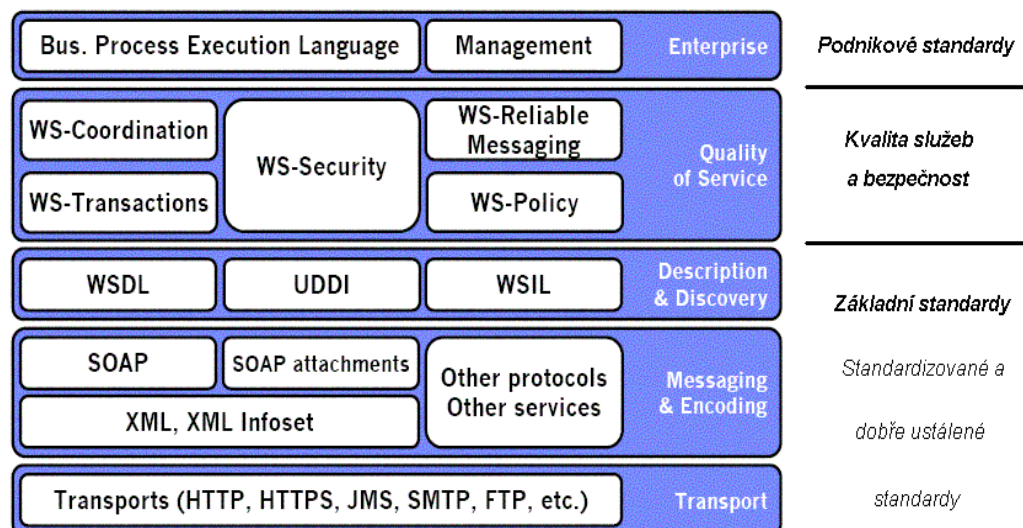 Bus. Process Execution Language
Management
Enterprise
Podnikové standardy
WS-Coordination
WS-Transactions
WS-Security
WS-Reliable
Messaging
WS-Policy
Quality
of Service
Kvalita služeb
a bezpečnost
WSDL
UDDI
WSIL
Description
& Discovery
Základní standardy
SOAP
SOAP attachments
XML, XML Infoset
Other protocols
Other services
Messaging
& Encoding
Standardizované a
dobře ustálené
standardy
Transports (HTTP, HTTPS, JMS, SMTP, FTP, etc.)
Transport